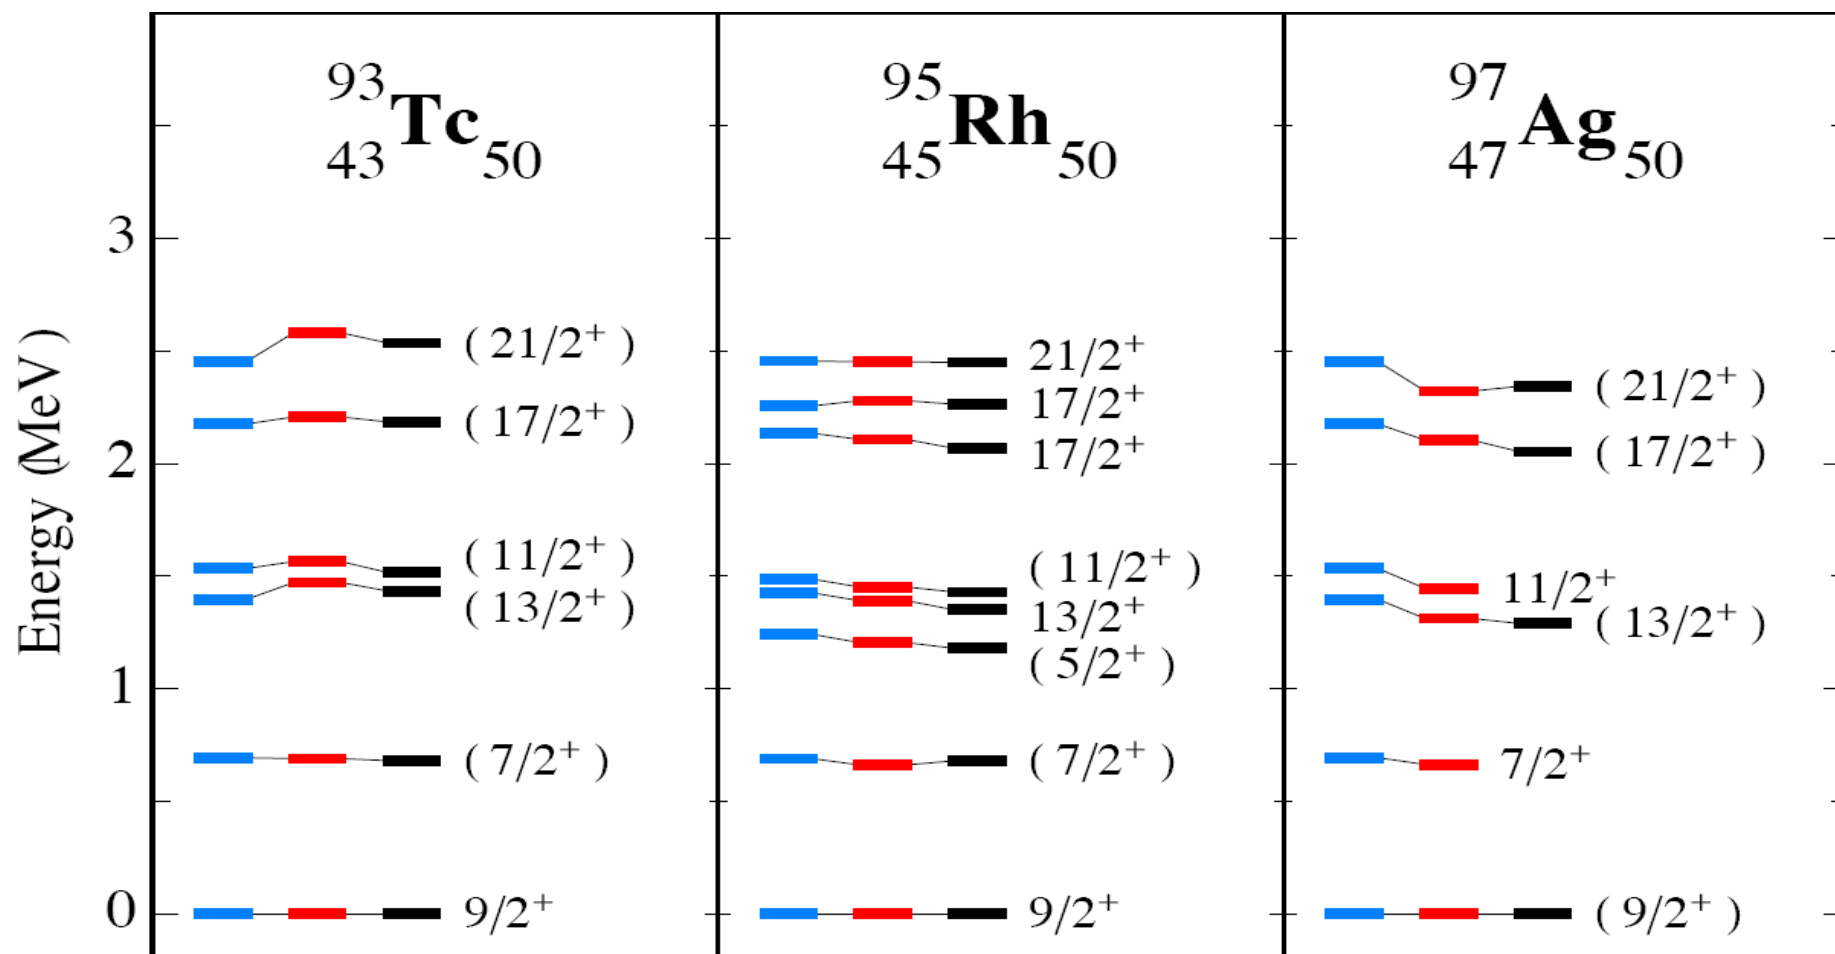 Energy (MeV)
3
2
1
0
93
43Tc50
( 21/2+ )
( 17/2+ )
( 11/2+ )
( 13/2+ )
( 7/2+ )
9/2+
95
45Rh50
21/2+
17/2+
17/2+
( 11/2+ )
13/2+
( 5/2+ )
( 7/2+ )
9/2+
97
47Ag50
( 21/2+ )
( 17/2+ )
11/2+
( 13/2+ )
7/2+
( 9/2+ )